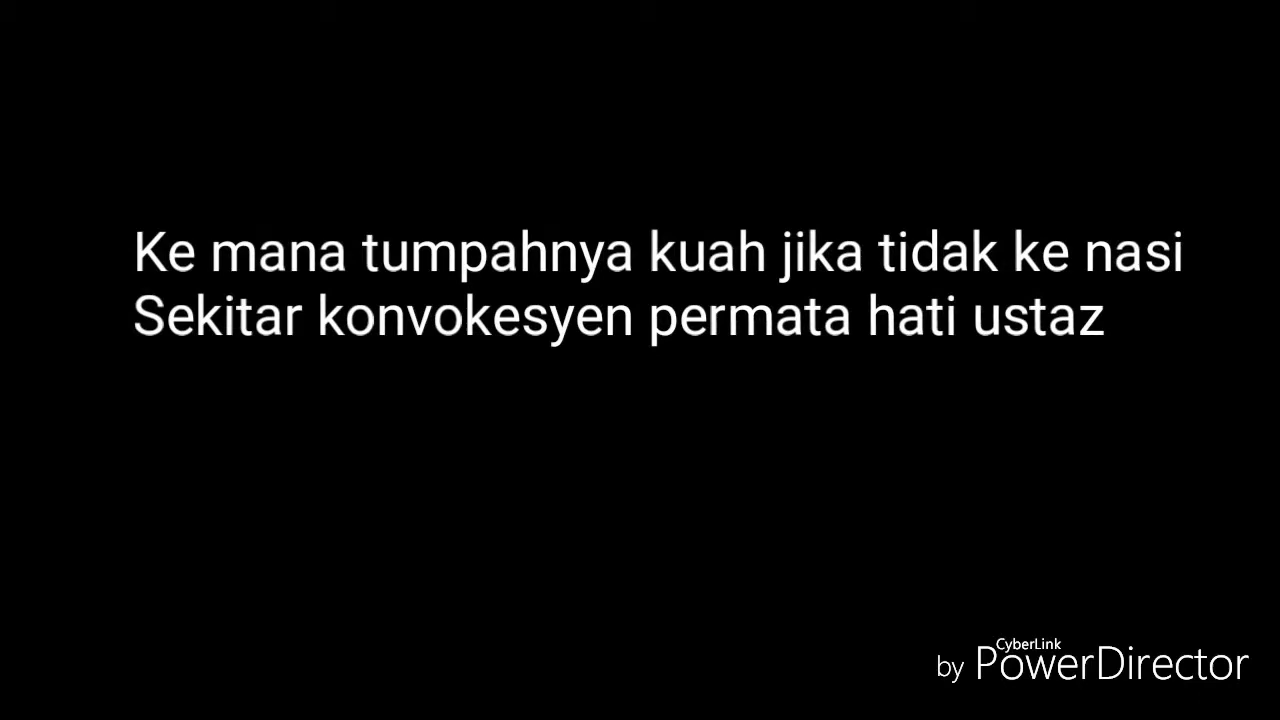 Ke mana tumpahnya kuah jika tidak ke nasi
Sekitar konvokesyen permata hati ustaz
CyberLink
by PowerDirector